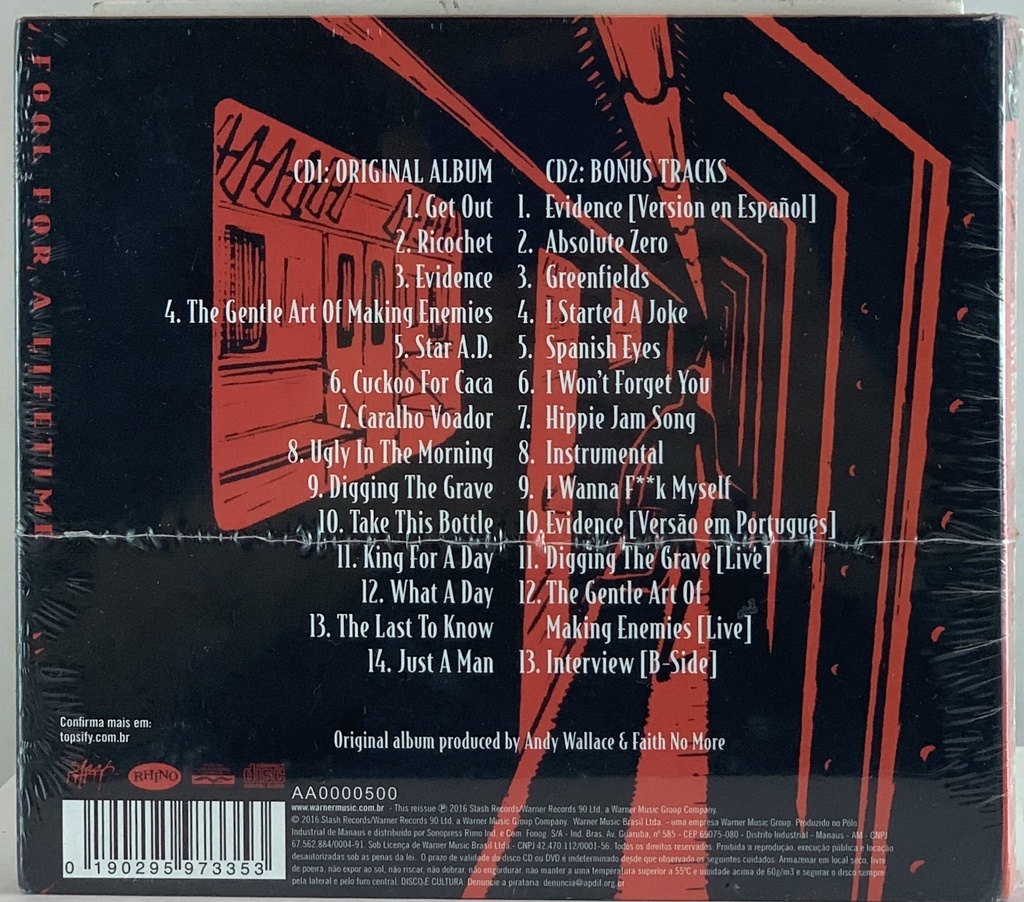 FOOL FOR A LIFETIME
CD1: ORIGINAL ALBUM
1. Get Out
2. Ricochet
3. Evidence
4. The Gentle Art Of Making Enemies
5. Star A.D.
6. Cuckoo For Caca
7. Caralho Voador
8. Ugly In The Morning
9. Digging The Grave
10. Take This Bottle
11. King For A Day
12. What A Day
13. The Last To Know
14. Just A Man
CD2: BONUS TRACKS
1. Evidence [Version en Español]
2. Absolute Zero
3. Greenfields
4. I Started A Joke
5. Spanish Eyes
6. I Won't Forget You
7. Hippie Jam Song
8. Instrumental
9. I Wanna F**k Myself
10. Evidence [Versão em Português]
11. Digging The Grave [Live]
12. The Gentle Art Of
Making Enemies [Live]
13. Interview [B-Side]
Confirma mais em:
topsify.com.br
Original album produced by Andy Wallace & Faith No More
RHINO
AA0000500
www.warnermusic.com.br - This reissue ℗ 2016 Slash Records/Warner Records 90 Ltd, a Warner Music Group Company.
© 2016 Slash Records/Warner Records 90 Ltd, a Warner Music Group Company. Warner Music Brasil Ltda. - uma empresa Warner Music Group. Produzido no Pólo
Industrial de Manaus e distribuido por Sonopress Rimo Ind. e Com. Fonog. S/A - Ind. Bras. Av. Guaruba, nº 585 - CEP 69075-080 - Distrito Industrial - Manaus - AM - CNPJ
67.562.884/0004-91. Sob Licença de Warner Music Brasil Ltda - CNPJ 42.470.112/0001-56. Todos os direitos reservados. Proibida a reprodução, execução pública e locação
desautorizadas sob as penas da lei. O prazo de validade do disco CD ou DVD é indeterminado desde que observado os seguintes cuidados: Armazenar em local seco, livre
de poeira, não expor ao sol, não riscar, não dobrar, não engordurar, não manter a uma temperatura superior a 55ºC e umidade acima de 60g/m3 e segurar o disco sempre
pela lateral e pelo furo central. DISCO É CULTURA. Denuncie a pirataria: denuncia@apdif.org.br
0 190295 973353